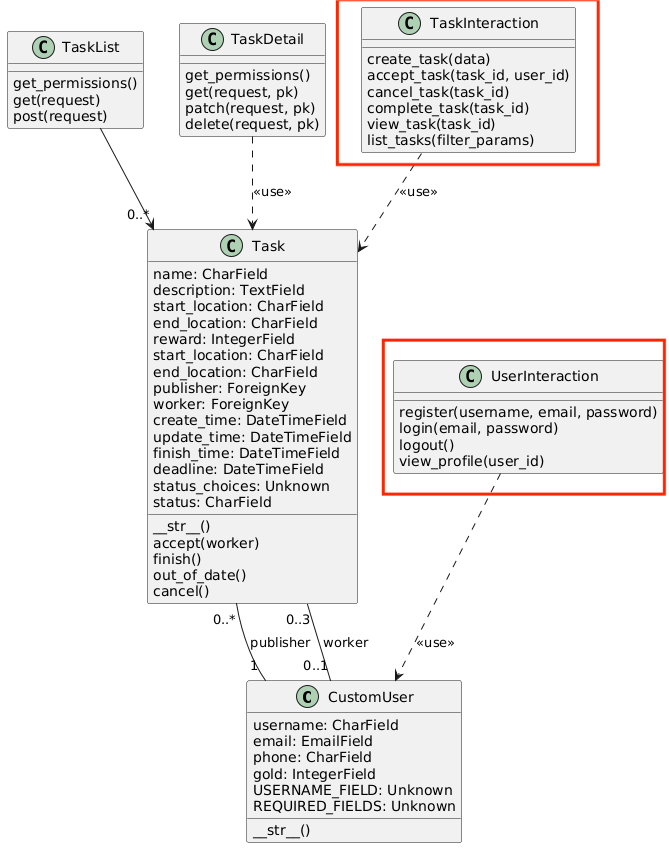 C TaskList
get_permissions()
get(request)
post(request)
C TaskDetail
get_permissions()
get(request, pk)
patch(request, pk)
delete(request, pk)
C TaskInteraction
create_task(data)
accept_task(task_id, user_id)
cancel_task(task_id)
complete_task(task_id)
view_task(task_id)
list_tasks(filter_params)
0..*
«use»
«use»
C Task
name: CharField
description: TextField
start_location: CharField
end_location: CharField
reward: IntegerField
start_location: CharField
end_location: CharField
publisher: ForeignKey
worker: ForeignKey
create_time: DateTimeField
update_time: DateTimeField
finish_time: DateTimeField
deadline: DateTimeField
status_choices: Unknown
status: CharField
__str__()
accept(worker)
finish()
out_of_date()
cancel()
C UserInteraction
register(username, email, password)
login(email, password)
logout()
view_profile(user_id)
0..*
0..3
publisher
worker
«use»
1
0..1
C CustomUser
username: CharField
email: EmailField
phone: CharField
gold: IntegerField
USERNAME_FIELD: Unknown
REQUIRED_FIELDS: Unknown
__str__()